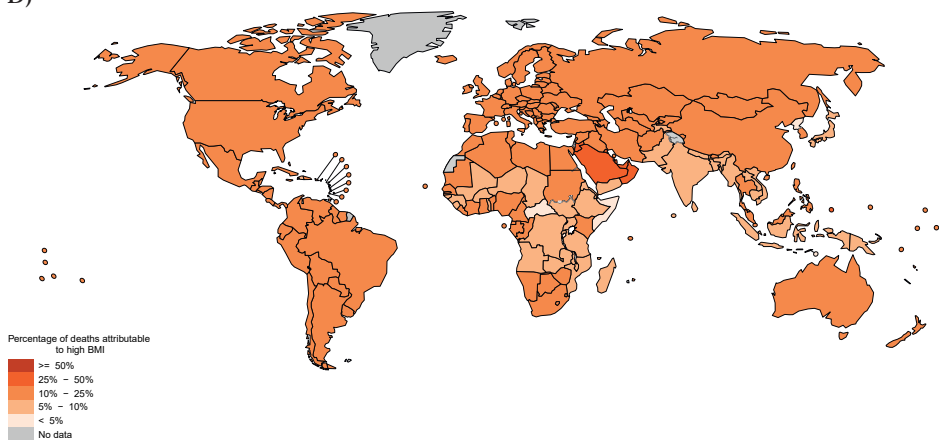 Percentage of deaths attributable
to high BMI
>= 50%
25% − 50%
10% − 25%
5% − 10%
< 5%
No data